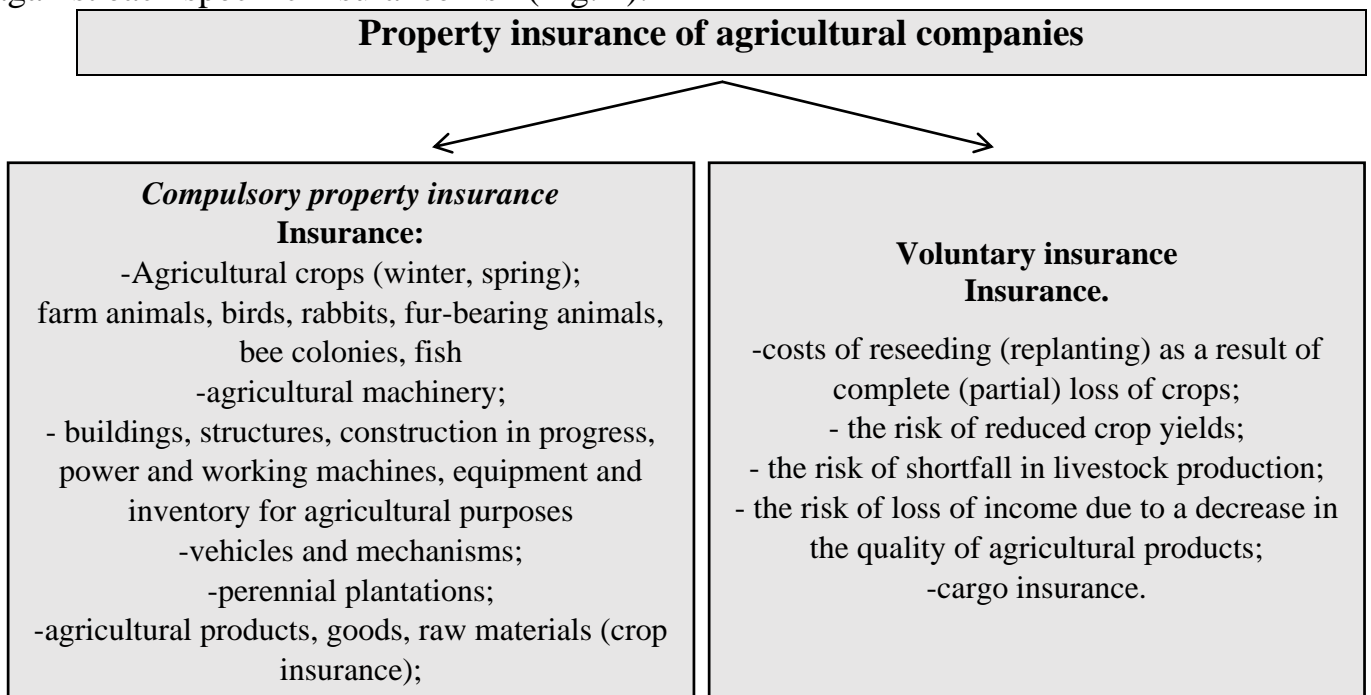 Property insurance of agricultural companies
Compulsory property insurance
Insurance:
-Agricultural crops (winter, spring);
farm animals, birds, rabbits, fur-bearing animals,
bee colonies, fish
-agricultural machinery;
- buildings, structures, construction in progress,
power and working machines, equipment and
inventory for agricultural purposes
-vehicles and mechanisms;
-perennial plantations;
-agricultural products, goods, raw materials (crop
insurance);
Voluntary insurance
Insurance.
-costs of reseeding (replanting) as a result of
complete (partial) loss of crops;
- the risk of reduced crop yields;
- the risk of shortfall in livestock production;
- the risk of loss of income due to a decrease in
the quality of agricultural products;
-cargo insurance.